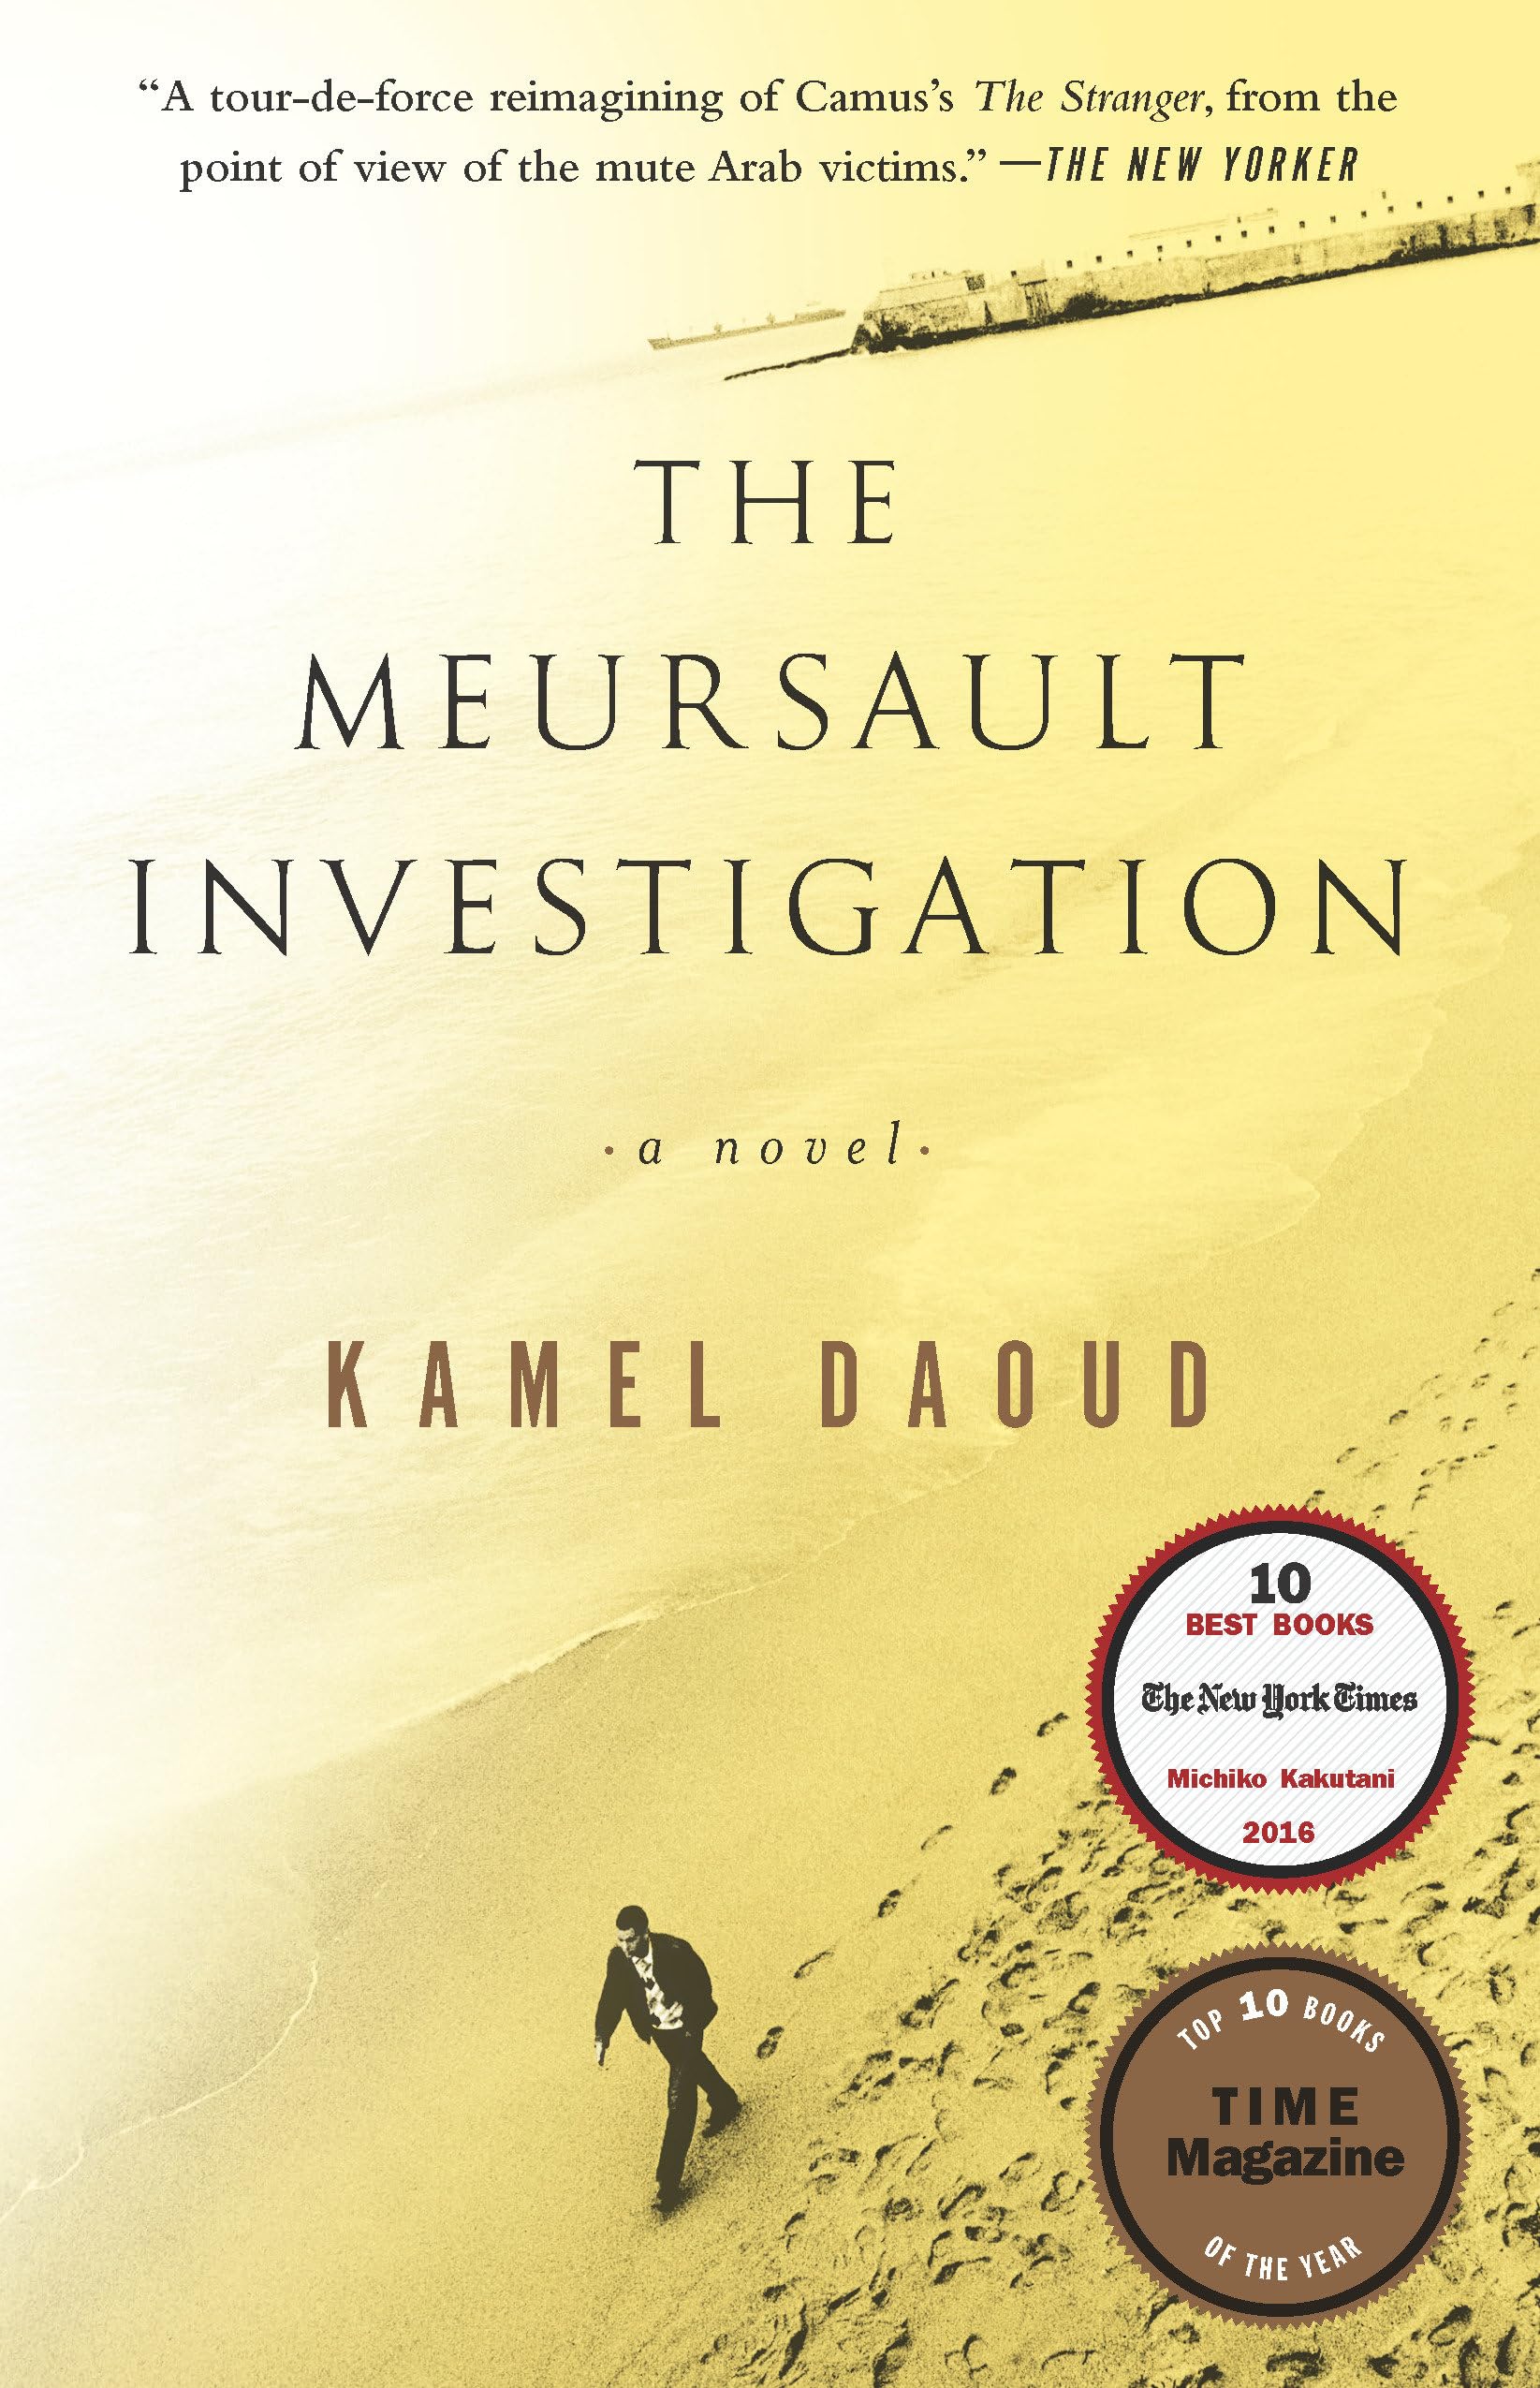 “A tour-de-force reimagining of Camus’s The Stranger, from the
point of view of the mute Arab victims.” —THE NEW YORKER
THE
MEURSAULT
INVESTIGATION
· a novel ·
KAMEL DAOUD
10
BEST BOOKS
The New York Times
Michiko Kakutani
2016
TOP 10 BOOKS
TIME
Magazine
OF THE YEAR